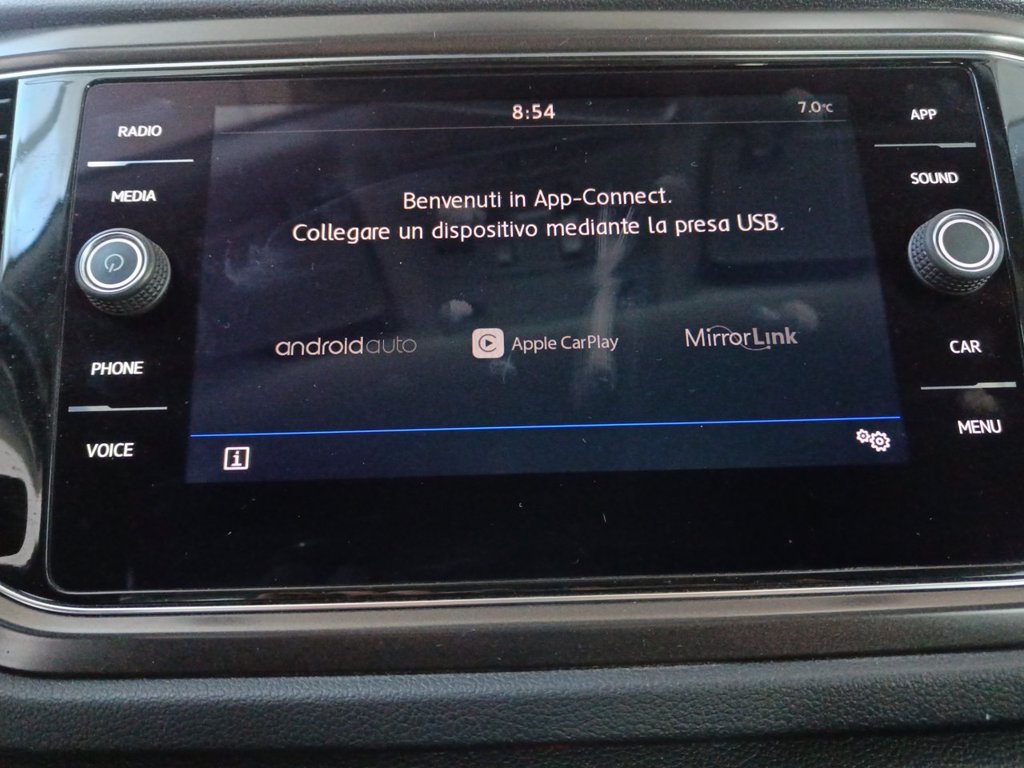 RADIO
MEDIA
PHONE
VOICE
8:54
7.0°C
Benvenuti in App-Connect.
Collegare un dispositivo mediante la presa USB.
androidauto
Apple CarPlay
MirrorLink
i
APP
SOUND
CAR
MENU